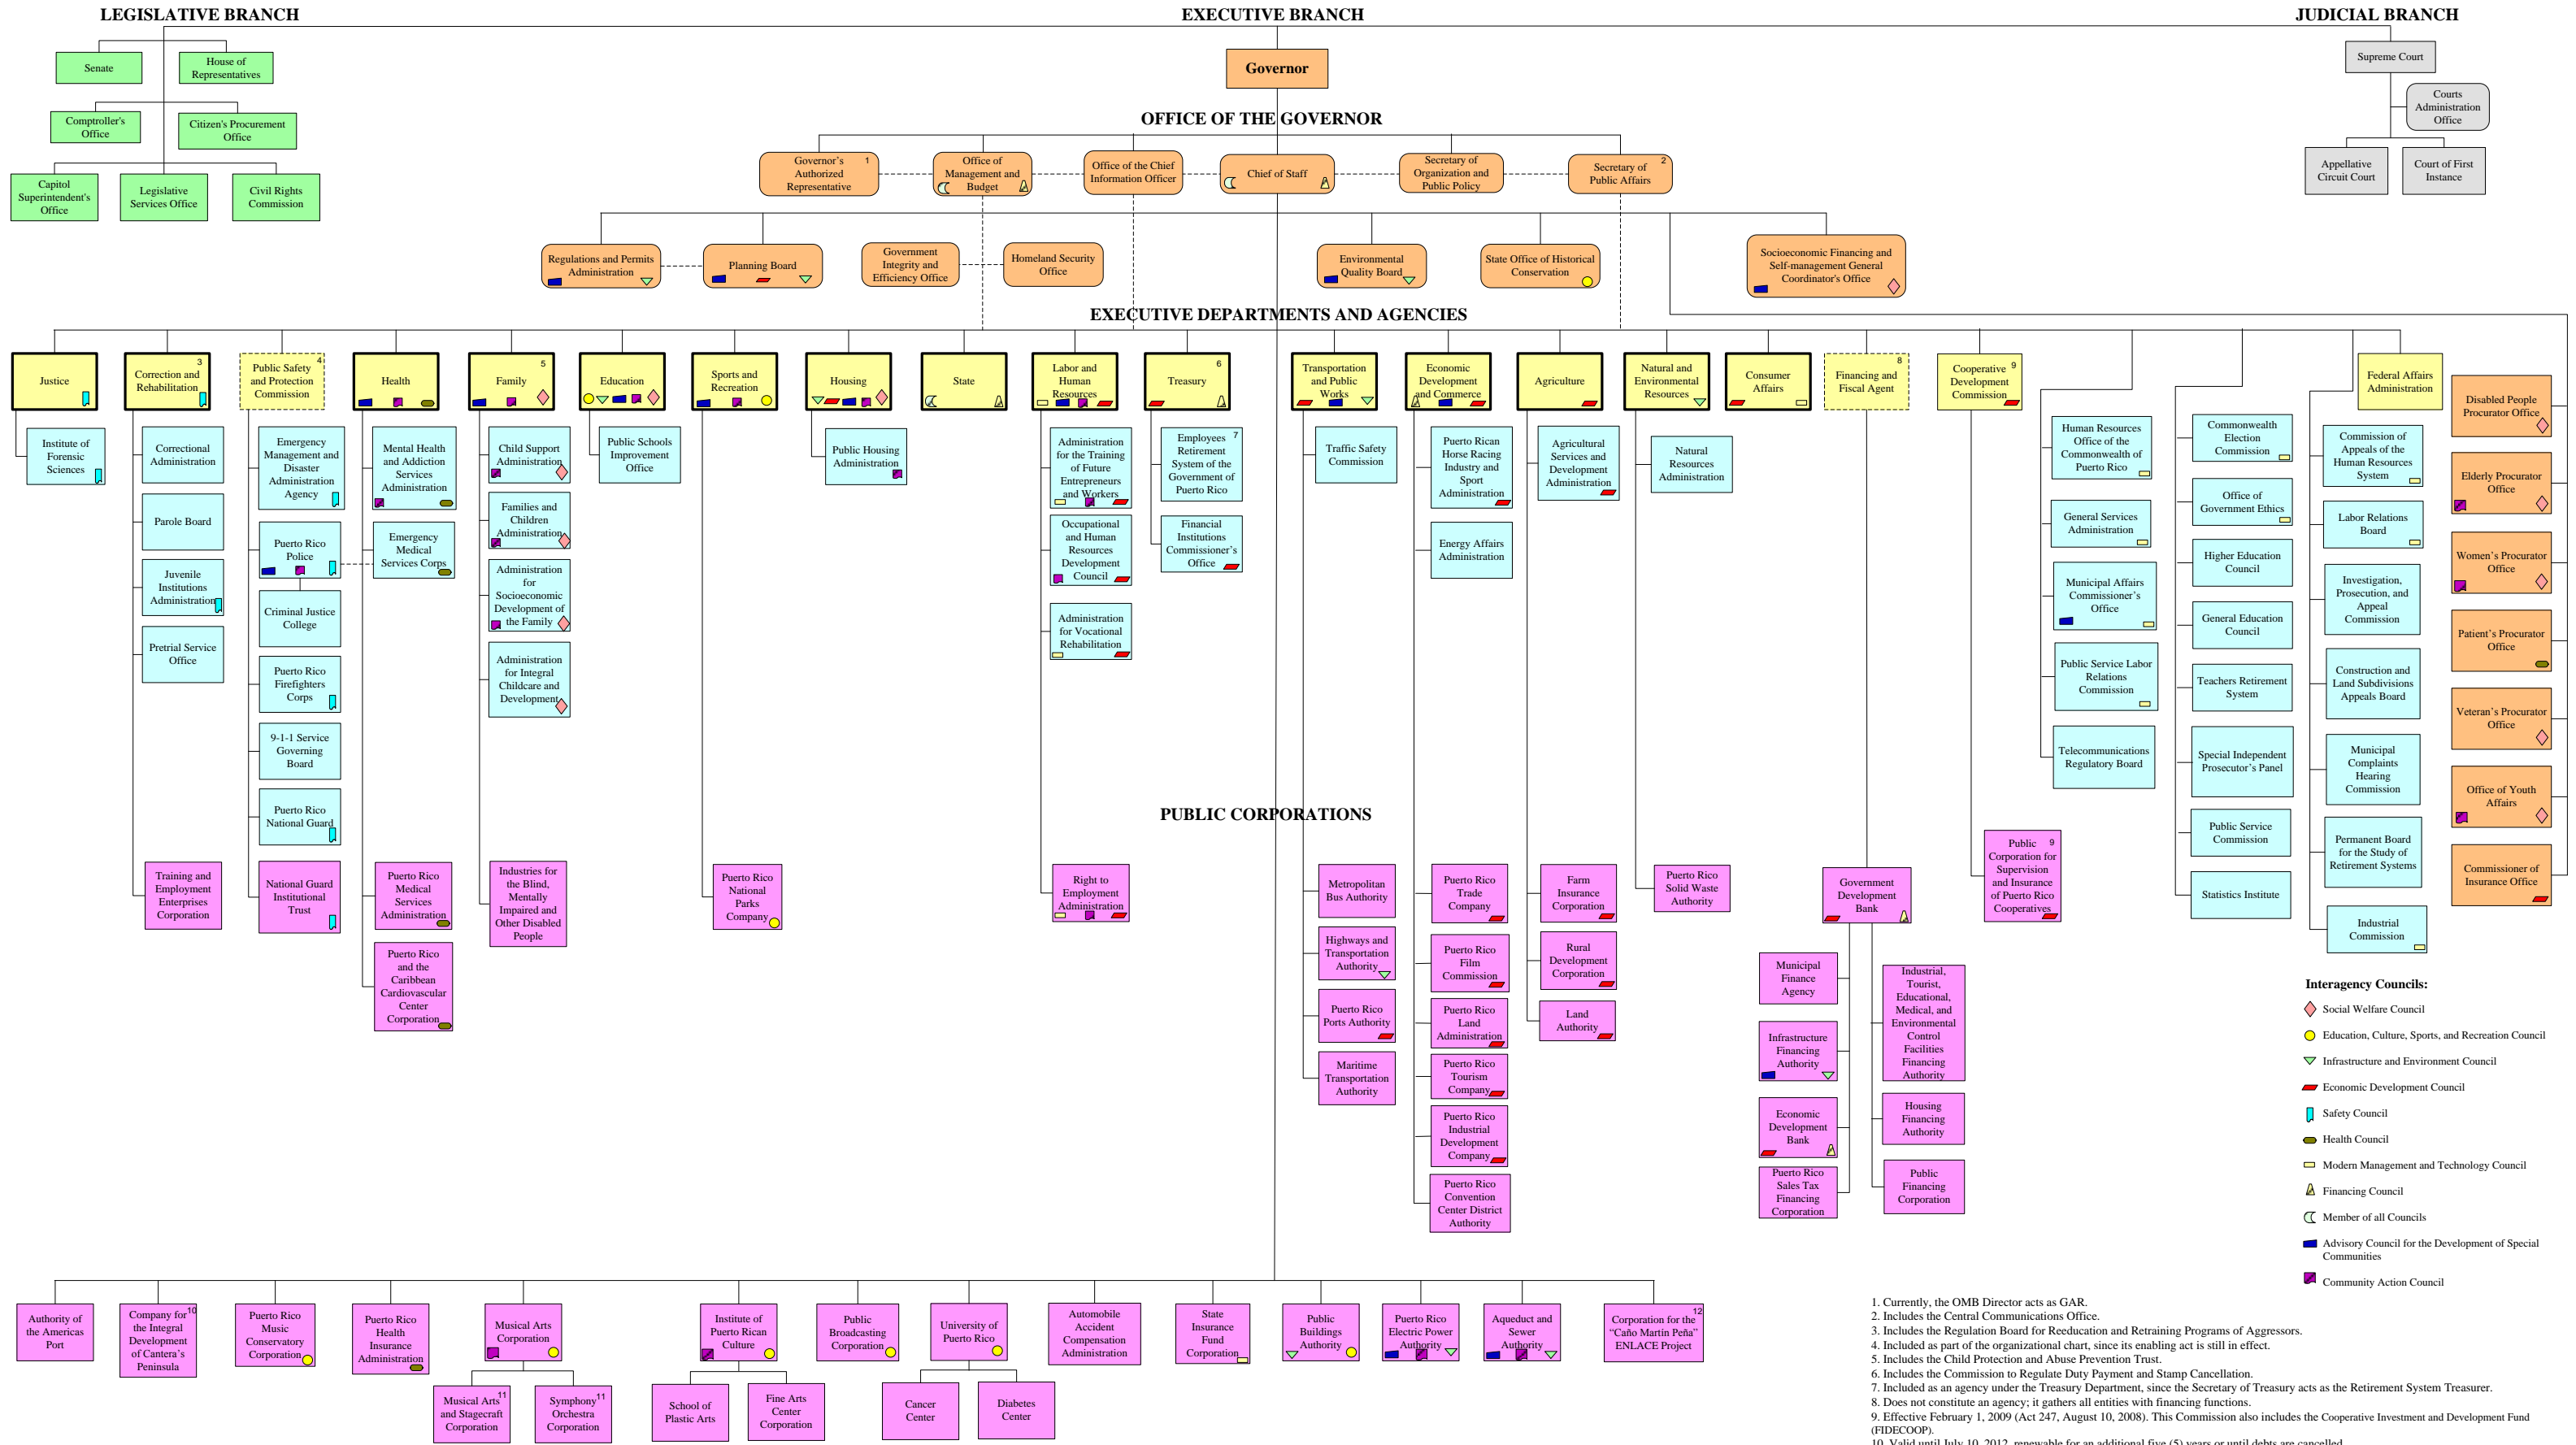 LEGISLATIVE BRANCH
EXECUTIVE BRANCH
JUDICIAL BRANCH
Senate
House of
Representatives
Comptroller's
Office
Citizen's Procurement
Office
Capitol
Superintendent's
Office
Legislative
Services Office
Civil Rights
Commission
Governor
Supreme Court
Courts
Administration
Office
Appellative
Circuit Court
Court of First
Instance
OFFICE OF THE GOVERNOR
Governor's 1
Authorized
Representative
Office of
Management and
Budget
Office of the Chief
Information Officer
Chief of Staff
Secretary of
Organization and
Public Policy
Secretary of 2
Public Affairs
Regulations and Permits
Administration
Planning Board
Government
Integrity and
Efficiency Office
Homeland Security
Office
Environmental
Quality Board
State Office of Historical
Conservation
Socioeconomic Financing and
Self-management General
Coordinator's Office
EXECUTIVE DEPARTMENTS AND AGENCIES
Justice
3
Correction and
Rehabilitation
4
Public Safety
and Protection
Commission
Health
5
Family
Education
Sports and
Recreation
Housing
State
Labor and
Human
Resources
6
Treasury
Transportation
and Public
Works
Economic
Development
and Commerce
Agriculture
Natural and
Environmental
Resources
Consumer
Affairs
8
Financing and
Fiscal Agent
Cooperative 9
Development
Commission
Federal Affairs
Administration
Institute of
Forensic
Sciences
Correctional
Administration
Parole Board
Juvenile
Institutions
Administration
Pretrial Service
Office
Emergency
Management and
Disaster
Administration
Agency
Puerto Rico
Police
Criminal Justice
College
Puerto Rico
Firefighters
Corps
9-1-1 Service
Governing
Board
Puerto Rico
National Guard
Mental Health
and Addiction
Services
Administration
Emergency
Medical
Services Corps
Child Support
Administration
Families and
Children
Administration
Administration
for
Socioeconomic
Development of
the Family
Administration
for Integral
Childcare and
Development
Public Schools
Improvement
Office
Public Housing
Administration
Administration
for the Training
of Future
Entrepreneurs
and Workers
Occupational
and Human
Resources
Development
Council
Administration
for Vocational
Rehabilitation
Employees 7
Retirement
System of the
Government of
Puerto Rico
Financial
Institutions
Commissioner's
Office
Traffic Safety
Commission
Puerto Rican
Horse Racing
Industry and
Sport
Administration
Energy Affairs
Administration
Agricultural
Services and
Development
Administration
Natural
Resources
Administration
Human Resources
Office of the
Commonwealth of
Puerto Rico
General Services
Administration
Municipal Affairs
Commissioner's
Office
Public Service Labor
Relations
Commission
Telecommunications
Regulatory Board
Commonwealth
Election
Commission
Office of
Government Ethics
Higher Education
Council
General Education
Council
Teachers Retirement
System
Special Independent
Prosecutor's Panel
Public Service
Commission
Statistics Institute
Commission of
Appeals of the
Human Resources
System
Labor Relations
Board
Investigation,
Prosecution, and
Appeal
Commission
Construction and
Land Subdivisions
Appeals Board
Municipal
Complaints
Hearing
Commission
Permanent Board
for the Study of
Retirement Systems
Industrial
Commission
Disabled People
Procurator Office
Elderly Procurator
Office
Women's Procurator
Office
Patient's Procurator
Office
Veteran's Procurator
Office
Office of Youth
Affairs
Commissioner of
Insurance Office
PUBLIC CORPORATIONS
Training and
Employment
Enterprises
Corporation
National Guard
Institutional
Trust
Puerto Rico
Medical
Services
Administration
Puerto Rico
and the
Caribbean
Cardiovascular
Center
Corporation
Industries for
the Blind,
Mentally
Impaired and
Other Disabled
People
Puerto Rico
National
Parks
Company
Right to
Employment
Administration
Metropolitan
Bus Authority
Highways and
Transportation
Authority
Puerto Rico
Ports Authority
Maritime
Transportation
Authority
Puerto Rico
Trade
Company
Puerto Rico
Film
Commission
Puerto Rico
Land
Administration
Puerto Rico
Tourism
Company
Puerto Rico
Industrial
Development
Company
Puerto Rico
Convention
Center District
Authority
Farm
Insurance
Corporation
Rural
Development
Corporation
Land
Authority
Puerto Rico
Solid Waste
Authority
Government
Development
Bank
Municipal
Finance
Agency
Infrastructure
Financing
Authority
Economic
Development
Bank
Puerto Rico
Sales Tax
Financing
Corporation
Industrial,
Tourist,
Educational,
Medical, and
Environmental
Control
Facilities
Financing
Authority
Housing
Financing
Authority
Public
Financing
Corporation
Public 9
Corporation for
Supervision
and Insurance
of Puerto Rico
Cooperatives
Interagency Councils:
Social Welfare Council
Education, Culture, Sports, and Recreation Council
Infrastructure and Environment Council
Economic Development Council
Safety Council
Health Council
Modern Management and Technology Council
Financing Council
Member of all Councils
Advisory Council for the Development of Special
Communities
Community Action Council
Authority of
the Americas
Port
Company for 10
the Integral
Development
of Cantera's
Peninsula
Puerto Rico
Music
Conservatory
Corporation
Puerto Rico
Health
Insurance
Administration
Musical Arts
Corporation
Musical Arts 11
and Stagecraft
Corporation
Symphony 11
Orchestra
Corporation
Institute of
Puerto Rican
Culture
School of
Plastic Arts
Fine Arts
Center
Corporation
Public
Broadcasting
Corporation
University of
Puerto Rico
Cancer
Center
Diabetes
Center
Automobile
Accident
Compensation
Administration
State
Insurance
Fund
Corporation
Public
Buildings
Authority
Puerto Rico
Electric Power
Authority
Aqueduct and
Sewer
Authority
12
Corporation for the
"Caño Martín Peña"
ENLACE Project
1. Currently, the OMB Director acts as GAR.
2. Includes the Central Communications Office.
3. Includes the Regulation Board for Reeducation and Retraining Programs of Aggressors.
4. Included as part of the organizational chart, since its enabling act is still in effect.
5. Includes the Child Protection and Abuse Prevention Trust.
6. Includes the Commission to Regulate Duty Payment and Stamp Cancellation.
7. Included as an agency under the Treasury Department, since the Secretary of Treasury acts as the Retirement System Treasurer.
8. Does not constitute an agency; it gathers all entities with financing functions.
9. Effective February 1, 2009 (Act 247, August 10, 2008). This Commission also includes the Cooperative Investment and Development Fund
(FIDECOOP).
10. Valid until July 10, 2012, renewable for an additional five (5) years or until debts are cancelled.